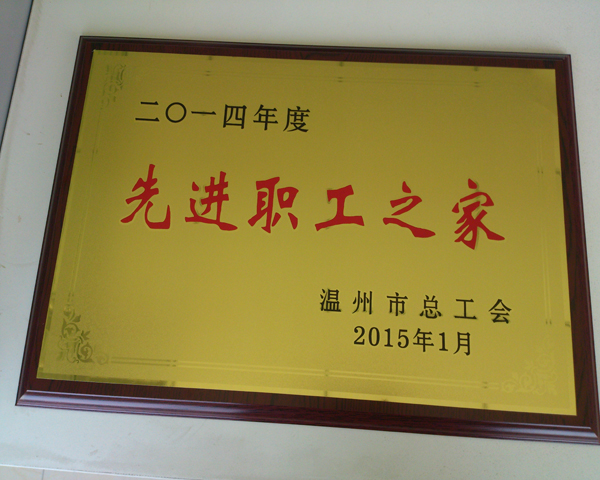 二〇一四年度
先进职工之家
温州市总工会
2015年1月